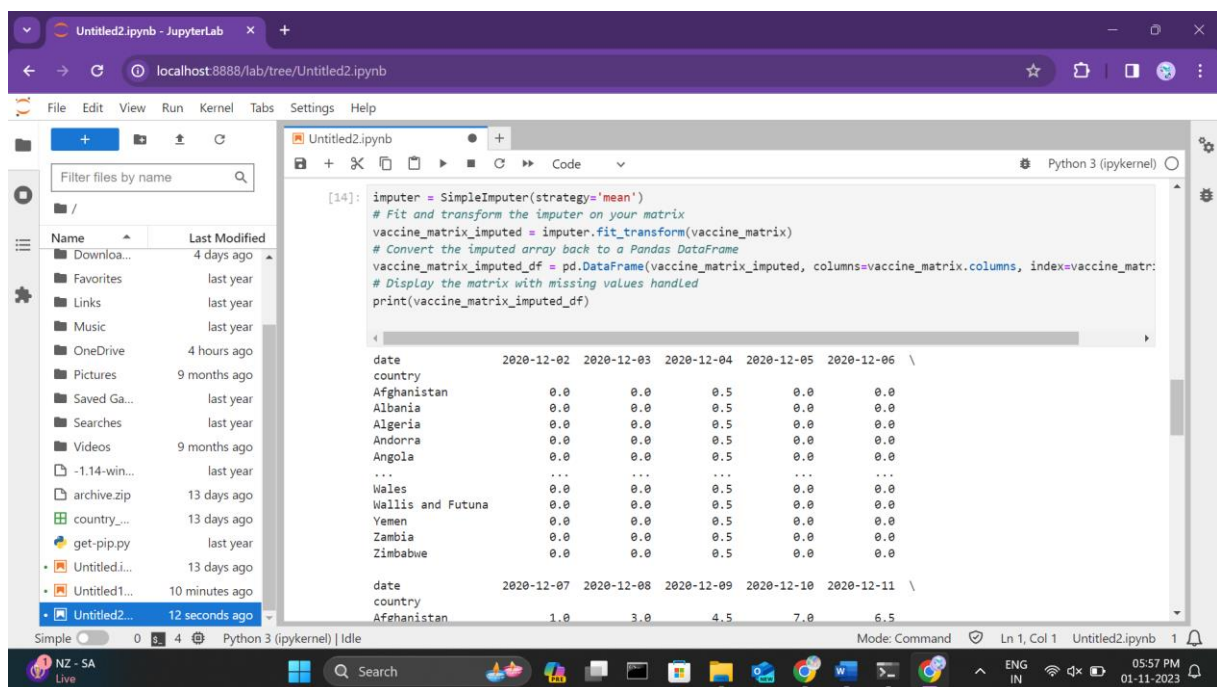 Untitled2.ipynb - JupyterLab
localhost:8888/lab/tree/Untitled2.ipynb
File Edit View Run Kernel Tabs Settings Help
Filter files by name
/
Name Last Modified
Downloa... 4 days ago
Favorites last year
Links last year
Music last year
OneDrive 4 hours ago
Pictures 9 months ago
Saved Ga... last year
Searches last year
Videos 9 months ago
-1.14-win... last year
archive.zip 13 days ago
country_... 13 days ago
get-pip.py last year
Untitled.i... 13 days ago
Untitled1... 10 minutes ago
Untitled2... 12 seconds ago
Untitled2.ipynb
Code
Python 3 (ipykernel)
[14]: imputer = SimpleImputer(strategy='mean')
# Fit and transform the imputer on your matrix
vaccine_matrix_imputed = imputer.fit_transform(vaccine_matrix)
# Convert the imputed array back to a Pandas DataFrame
vaccine_matrix_imputed_df = pd.DataFrame(vaccine_matrix_imputed, columns=vaccine_matrix.columns, index=vaccine_matri
# Display the matrix with missing values handled
print(vaccine_matrix_imputed_df)
date 2020-12-02 2020-12-03 2020-12-04 2020-12-05 2020-12-06 \
country
Afghanistan 0.0 0.0 0.5 0.0 0.0
Albania 0.0 0.0 0.5 0.0 0.0
Algeria 0.0 0.0 0.5 0.0 0.0
Andorra 0.0 0.0 0.5 0.0 0.0
Angola 0.0 0.0 0.5 0.0 0.0
... ... ... ... ... ...
Wales 0.0 0.0 0.5 0.0 0.0
Wallis and Futuna 0.0 0.0 0.5 0.0 0.0
Yemen 0.0 0.0 0.5 0.0 0.0
Zambia 0.0 0.0 0.5 0.0 0.0
Zimbabwe 0.0 0.0 0.5 0.0 0.0
date 2020-12-07 2020-12-08 2020-12-09 2020-12-10 2020-12-11 \
country
Afghanistan 1.0 3.0 4.5 7.0 6.5
Simple 0 $_ 4 Python 3 (ipykernel) | Idle Mode: Command Ln 1, Col 1 Untitled2.ipynb 1
1 NZ - SA
Live
Search
PRE
ENG
IN
05:57 PM
01-11-2023